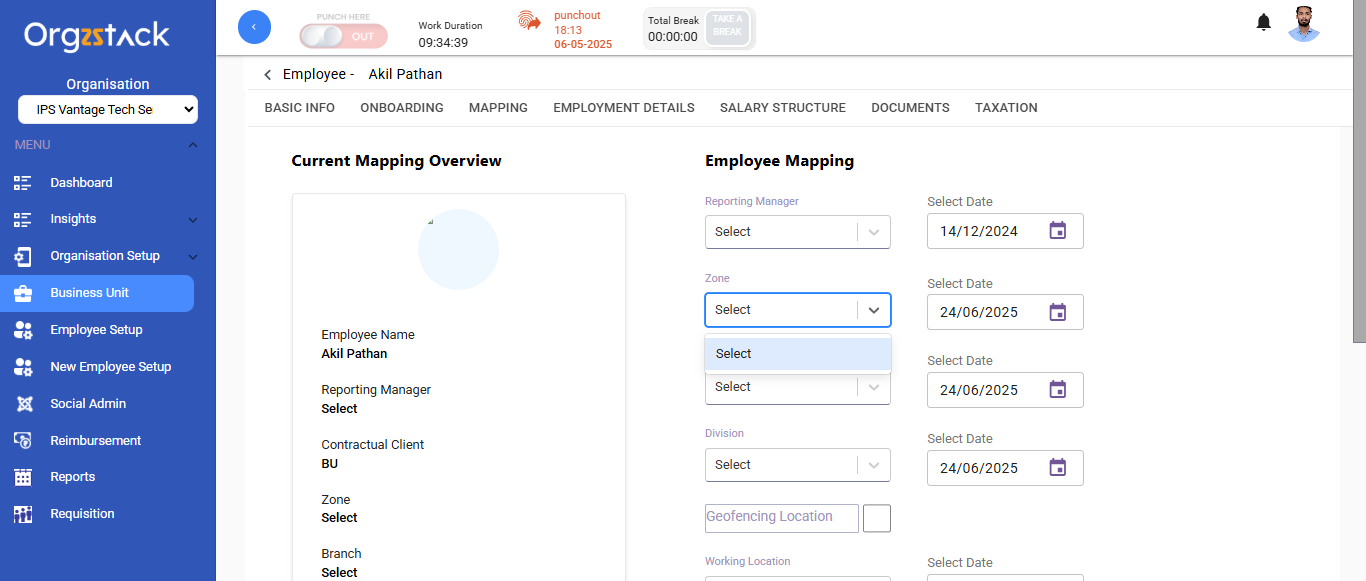 Orgzstack
Organisation
IPS Vantage Tech Se
MENU
Dashboard
Insights
Organisation Setup
Business Unit
Employee Setup
New Employee Setup
Social Admin
Reimbursement
Reports
Requisition
PUNCH HERE
OUT
Work Duration
09:34:39
punchout
18:13
06-05-2025
Total Break
00:00:00
TAKE A
BREAK
Employee - Akil Pathan
BASIC INFO ONBOARDING MAPPING EMPLOYMENT DETAILS SALARY STRUCTURE DOCUMENTS TAXATION
Current Mapping Overview
Employee Name
Akil Pathan
Reporting Manager
Select
Contractual Client
BU
Zone
Select
Branch
Select
Employee Mapping
Reporting Manager
Select
Select Date
14/12/2024
Zone
Select
Select
Select Date
24/06/2025
Select
Select Date
24/06/2025
Division
Select
Select Date
24/06/2025
Geofencing Location
Working Location
Select Date